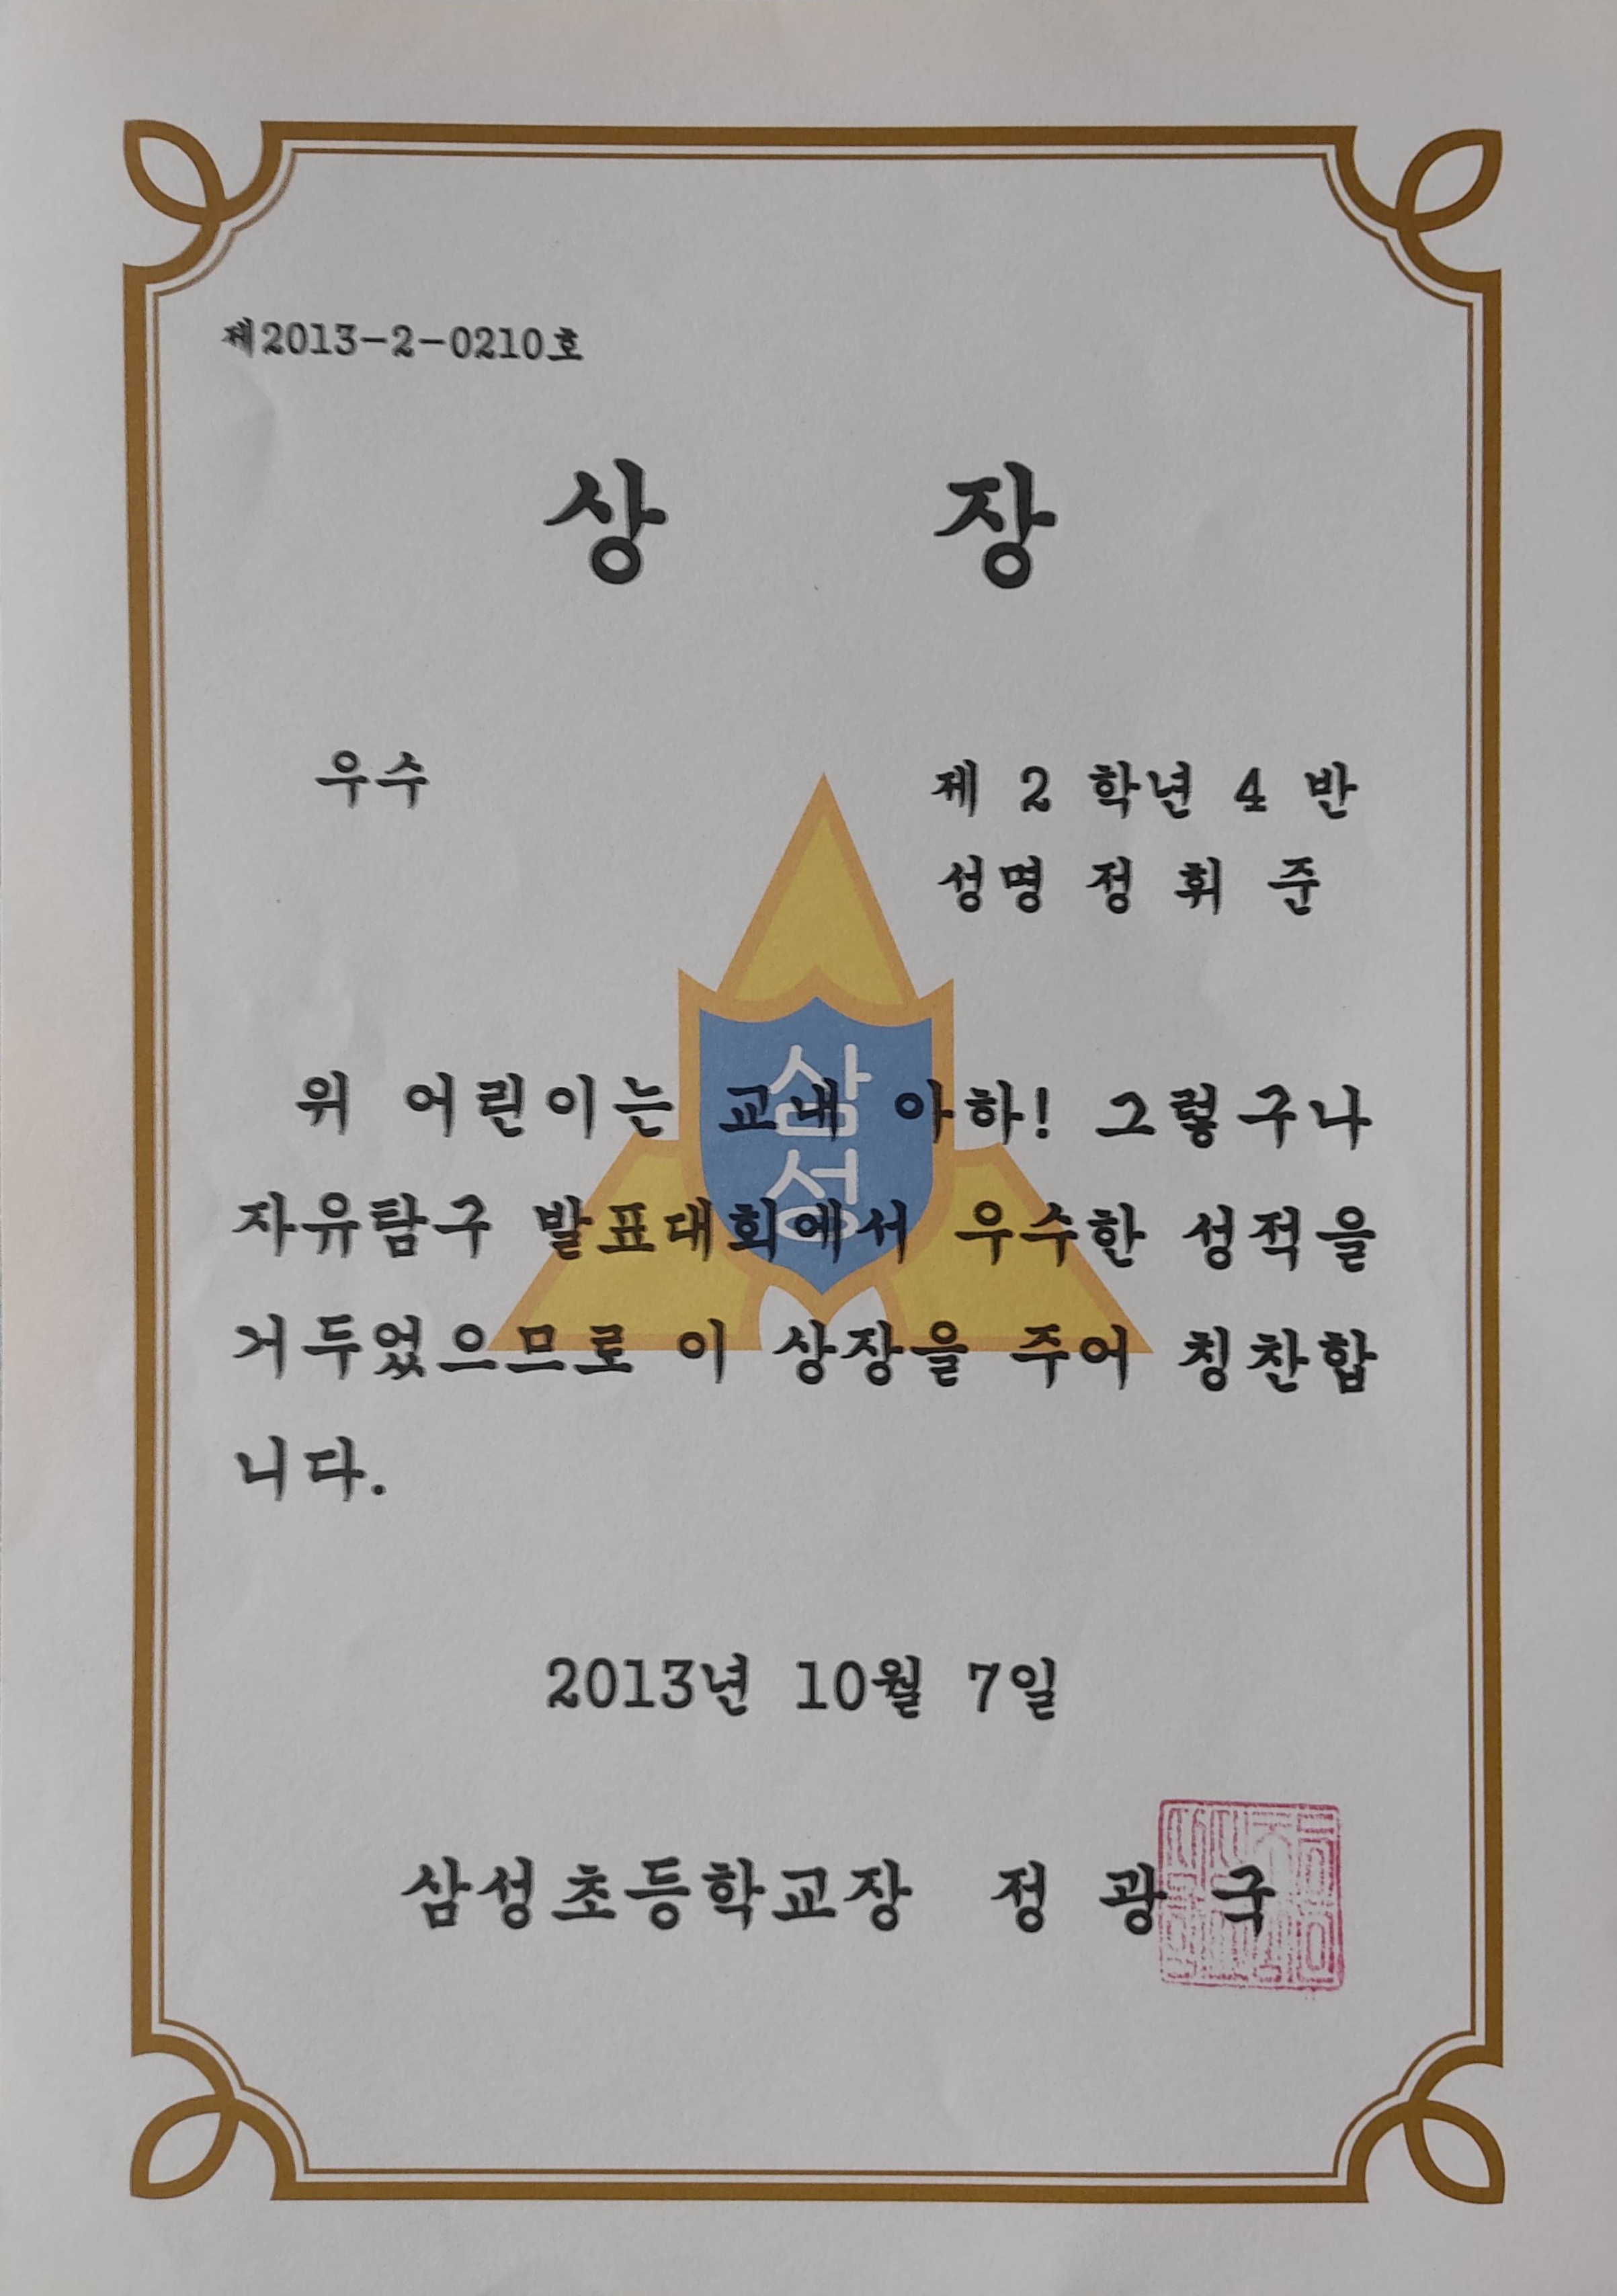 제2013-2-0210호
상 장
우수
제 2 학년 4 반
성명 정 휘 준
삼성
위 어린이는 교내 아하! 그렇구나
자유탐구 발표대회에서 우수한 성적을
거두었으므로 이 상장을 주어 칭찬합
니다.
2013년 10월 7일
삼성초등학교장 정 광 국